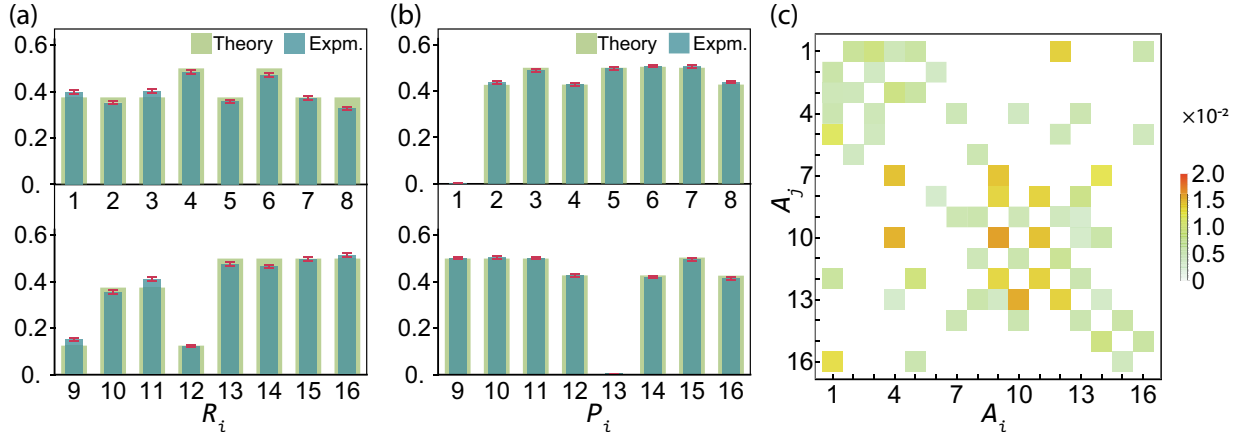 (a)
0.6
0.4
0.2
0.
Theory
Expm.
1 2 3 4 5 6 7 8
0.6
0.4
0.2
0.
9 10 11 12 13 14 15 16
R_i
(b)
0.6
0.4
0.2
0.
Theory
Expm.
1 2 3 4 5 6 7 8
0.6
0.4
0.2
0.
9 10 11 12 13 14 15 16
P_i
(c)
A_j
1
4
7
10
13
16
1 4 7 10 13 16
A_i
×10⁻²
2.0
1.5
1.0
0.5
0